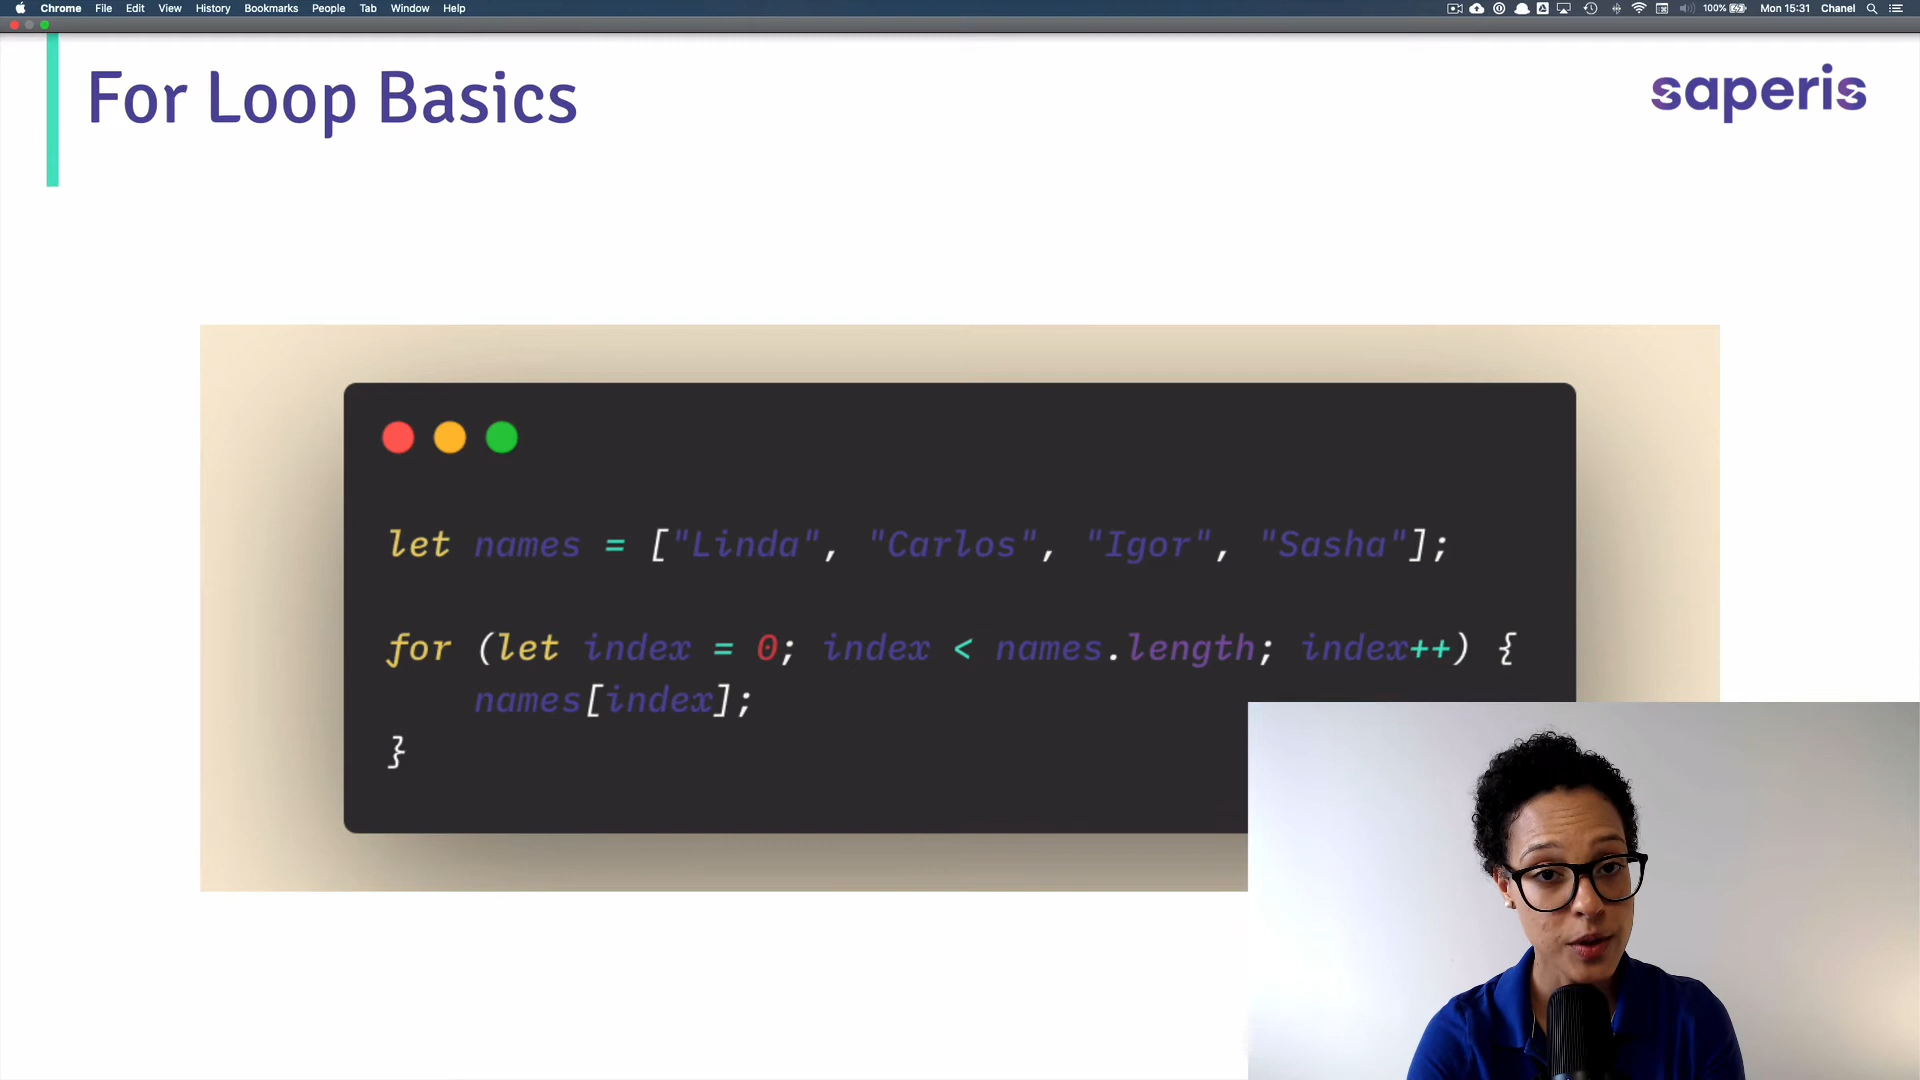 Chrome File Edit View History Bookmarks People Tab Window Help
100% Mon 15:31 Chanel
For Loop Basics
saperis
let names = ["Linda", "Carlos", "Igor", "Sasha"];
for (let index = 0; index < names.length; index++) {
names[index];
}